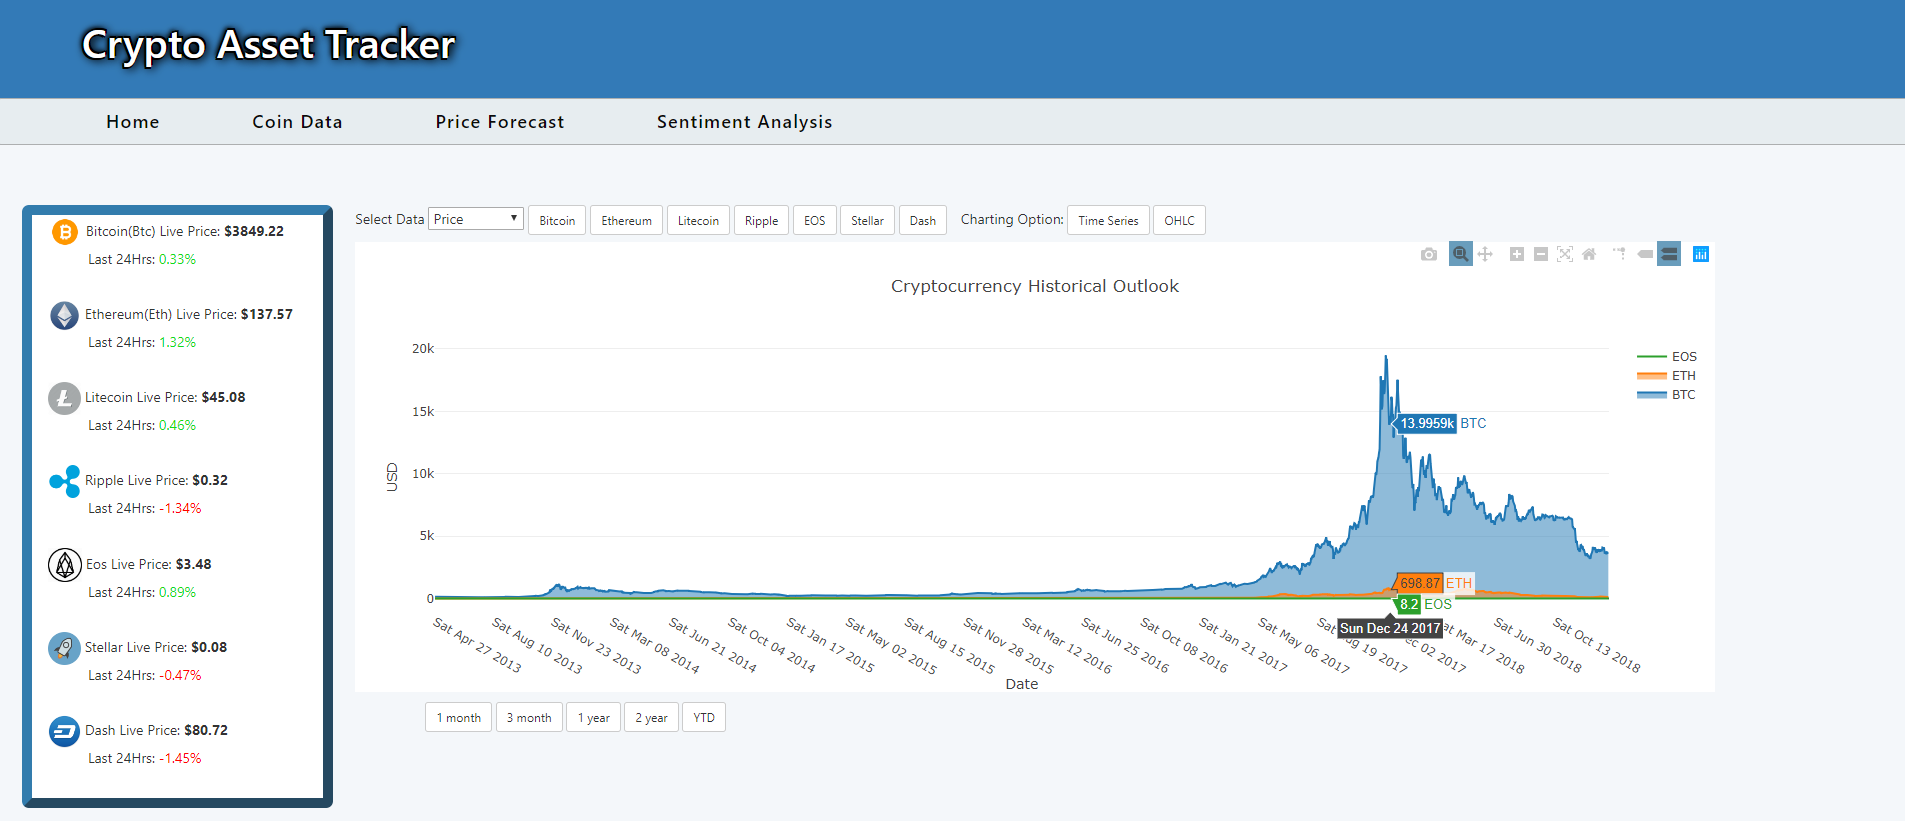 Crypto Asset Tracker
Home Coin Data Price Forecast Sentiment Analysis
Bitcoin(Btc) Live Price: $3849.22
Last 24Hrs: 0.33%
Ethereum(Eth) Live Price: $137.57
Last 24Hrs: 1.32%
Litecoin Live Price: $45.08
Last 24Hrs: 0.46%
Ripple Live Price: $0.32
Last 24Hrs: -1.34%
Eos Live Price: $3.48
Last 24Hrs: 0.89%
Stellar Live Price: $0.08
Last 24Hrs: -0.47%
Dash Live Price: $80.72
Last 24Hrs: -1.45%
Select Data Price Bitcoin Ethereum Litecoin Ripple EOS Stellar Dash Charting Option: Time Series OHLC
Cryptocurrency Historical Outlook
20k
15k
10k
5k
0
USD
EOS
ETH
BTC
13.9959k BTC
698.87 ETH
8.2 EOS
Sun Dec 24 2017
Sat Apr 27 2013
Sat Aug 10 2013
Sat Nov 23 2013
Sat Mar 08 2014
Sat Jun 21 2014
Sat Oct 04 2014
Sat Jan 17 2015
Sat May 02 2015
Sat Aug 15 2015
Sat Nov 28 2015
Sat Mar 12 2016
Sat Jun 25 2016
Sat Oct 08 2016
Sat Jan 21 2017
Sat May 06 2017
Sat Aug 19 2017
Dec 02 2017
Sat Mar 17 2018
Sat Jun 30 2018
Sat Oct 13 2018
Date
1 month 3 month 1 year 2 year YTD